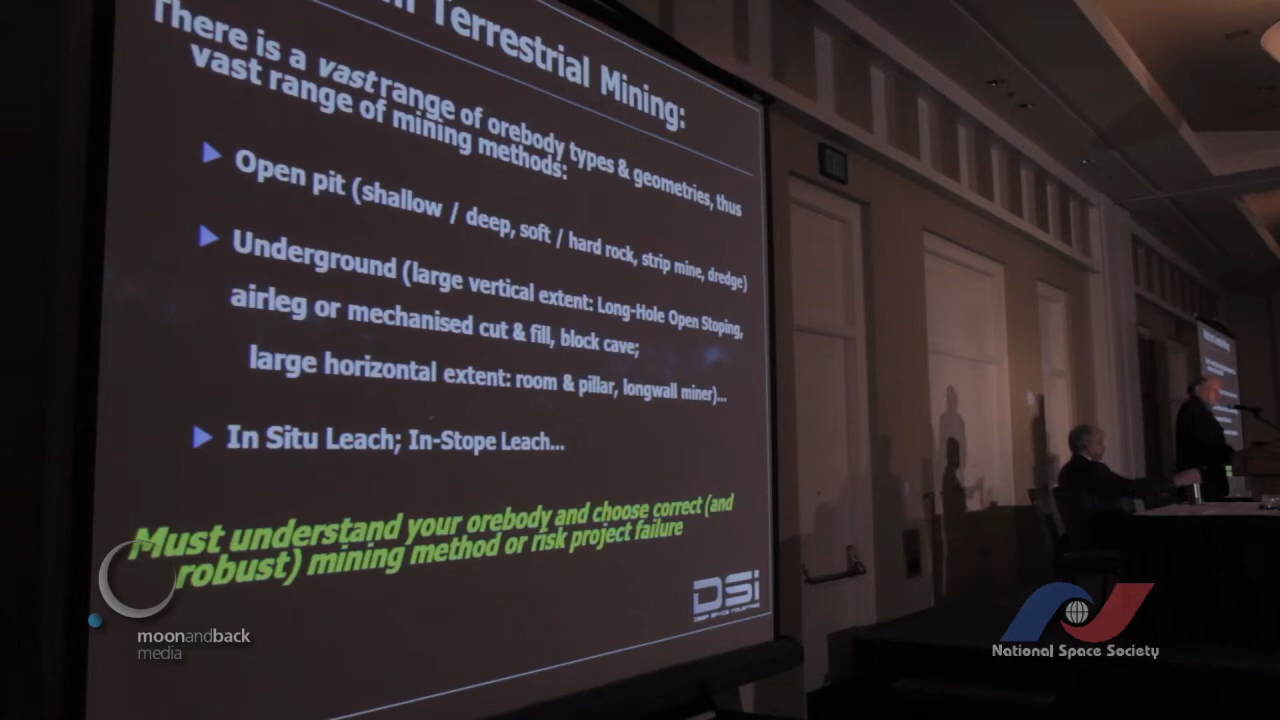 Terrestrial Mining:
There is a vast range of orebody types & geometries, thus
vast range of mining methods:
Open pit (shallow / deep, soft / hard rock, strip mine, dredge)
Underground (large vertical extent: Long-Hole Open Stoping,
airleg or mechanised cut & fill, block cave;
large horizontal extent: room & pillar, longwall miner)...
In Situ Leach; In-Stope Leach...
Must understand your orebody and choose correct (and
robust) mining method or risk project failure
DSI
DEEP SPACE INDUSTRIES
moonandback
media
National Space Society